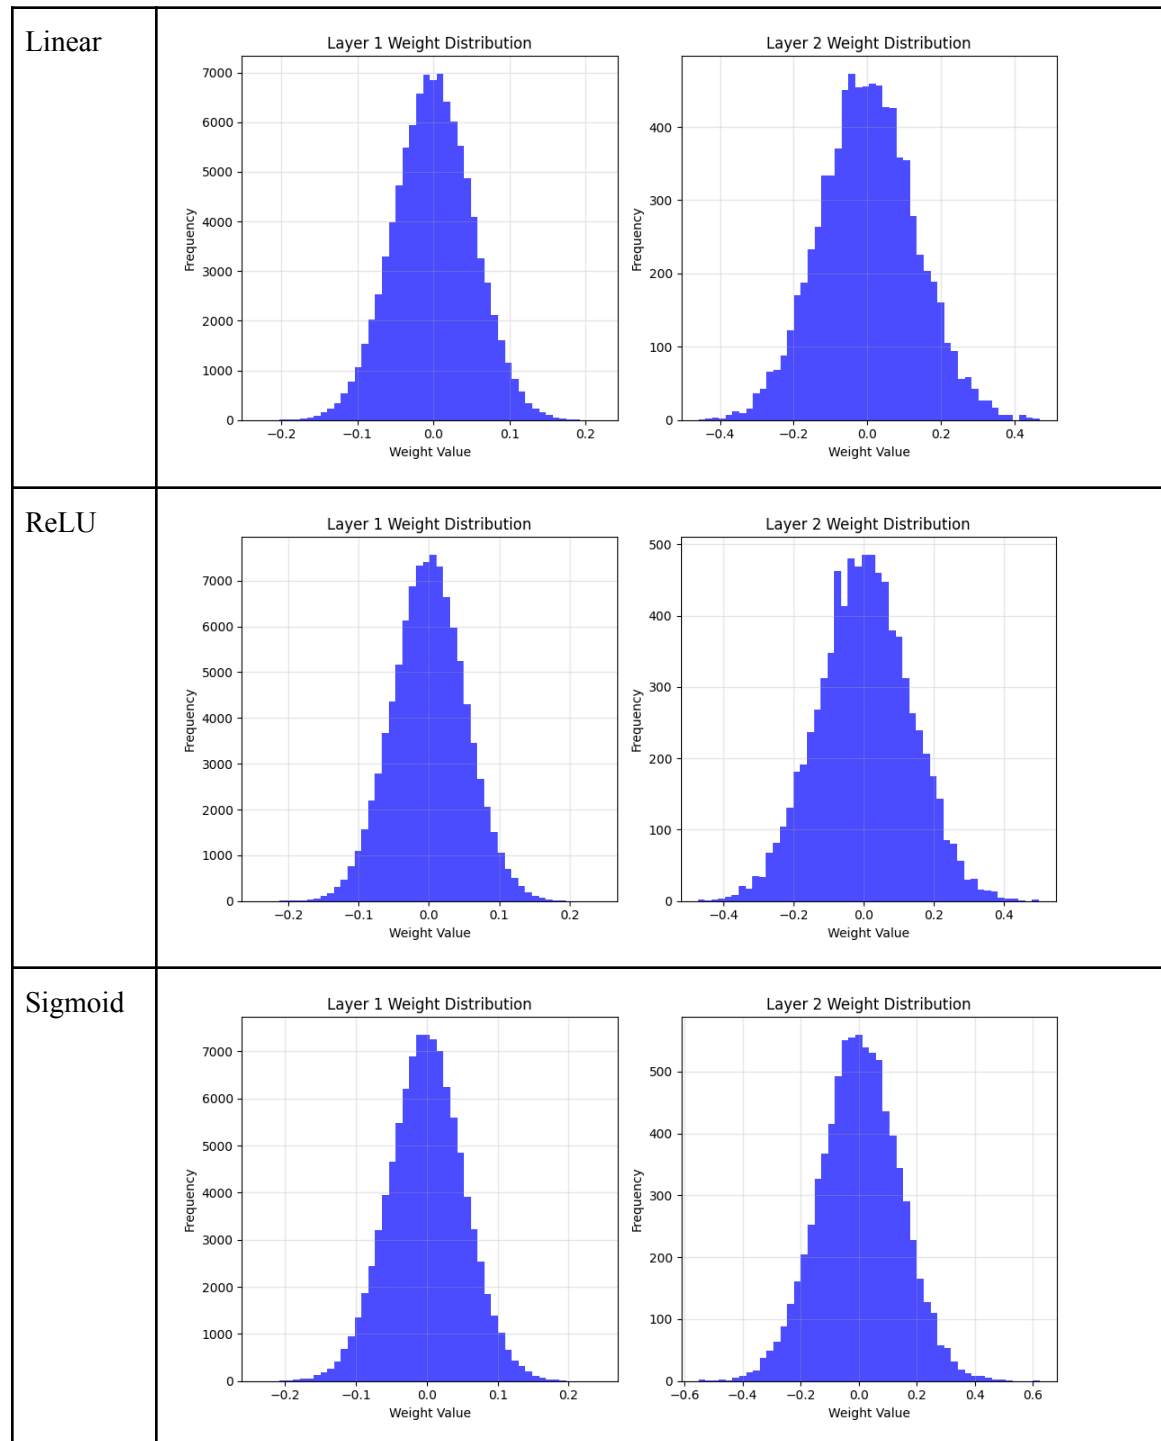 Linear
Layer 1 Weight Distribution
Frequency
7000
6000
5000
4000
3000
2000
1000
0
−0.2 −0.1 0.0 0.1 0.2
Weight Value
Layer 2 Weight Distribution
Frequency
400
300
200
100
0
−0.4 −0.2 0.0 0.2 0.4
Weight Value
ReLU
Layer 1 Weight Distribution
Frequency
7000
6000
5000
4000
3000
2000
1000
0
−0.2 −0.1 0.0 0.1 0.2
Weight Value
Layer 2 Weight Distribution
Frequency
500
400
300
200
100
0
−0.4 −0.2 0.0 0.2 0.4
Weight Value
Sigmoid
Layer 1 Weight Distribution
Frequency
7000
6000
5000
4000
3000
2000
1000
0
−0.2 −0.1 0.0 0.1 0.2
Weight Value
Layer 2 Weight Distribution
Frequency
500
400
300
200
100
0
−0.6 −0.4 −0.2 0.0 0.2 0.4 0.6
Weight Value